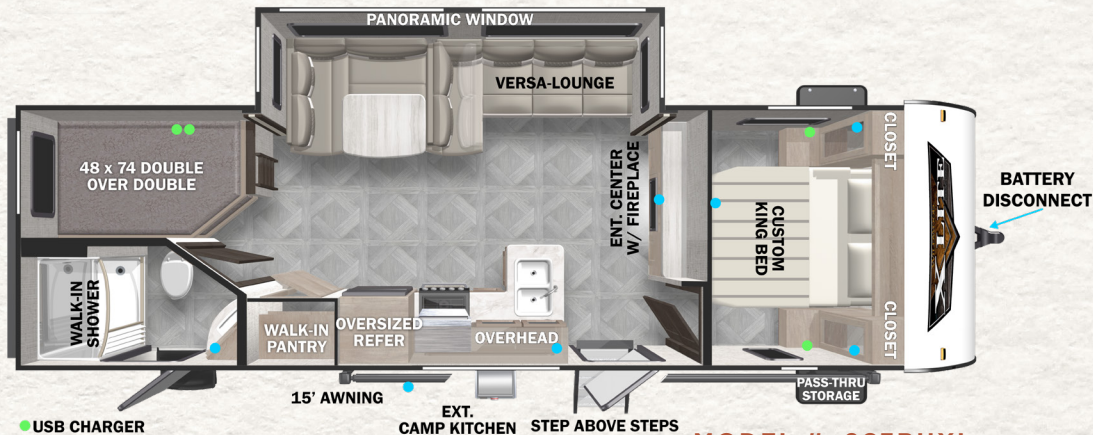 PANORAMIC WINDOW
VERSA-LOUNGE
48 x 74 DOUBLE
OVER DOUBLE
ENT. CENTER
W/ FIREPLACE
CUSTOM
KING BED
CLOSET
CLOSET
BATTERY
DISCONNECT
WALK-IN
SHOWER
WALK-IN
PANTRY
OVERSIZED
REFER
OVERHEAD
PASS-THRU
STORAGE
15' AWNING
EXT.
CAMP KITCHEN
STEP ABOVE STEPS
USB CHARGER